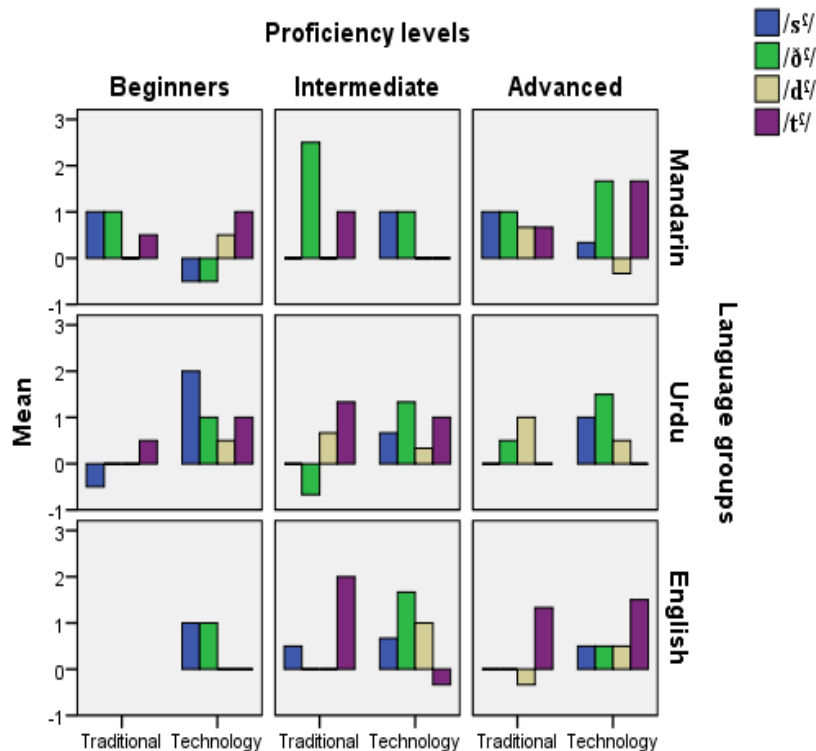 Proficiency levels
Beginners Intermediate Advanced
/sˤ/
/ðˤ/
/dˤ/
/tˤ/
Mean
3
2
1
0
-1
Mandarin
3
2
1
0
-1
Urdu
3
2
1
0
-1
English
Language groups
Traditional Technology Traditional Technology Traditional Technology